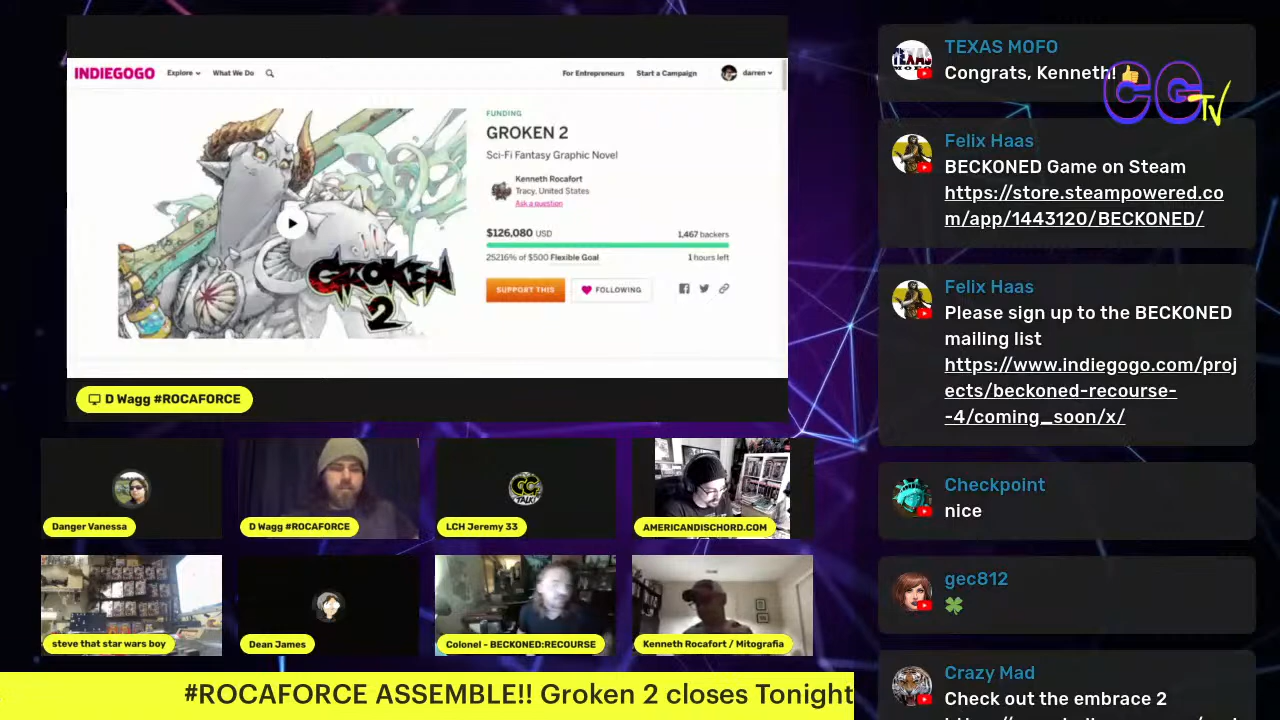 INDIEGOGO
Explore
What We Do
For Entrepreneurs
Start a Campaign
darren
FUNDING
GROKEN 2
Sci-Fi Fantasy Graphic Novel
Kenneth Rocafort
Tracy, United States
Ask a question
$126,080 USD
1,467 backers
25216% of $500 Flexible Goal
1 hours left
SUPPORT THIS
FOLLOWING
GROKEN
2
D Wagg #ROCAFORCE
Danger Vanessa
D Wagg #ROCAFORCE
LCH Jeremy 33
AMERICANDISCHORD.COM
steve that star wars boy
Dean James
Colonel - BECKONED:RECOURSE
Kenneth Rocafort / Mitografia
#ROCAFORCE ASSEMBLE!! Groken 2 closes Tonight
TEXAS MOFO
Congrats, Kenneth! 👍
CG TV
Felix Haas
BECKONED Game on Steam
https://store.steampowered.co
m/app/1443120/BECKONED/
Felix Haas
Please sign up to the BECKONED
mailing list
https://www.indiegogo.com/proj
ects/beckoned-recourse-
-4/coming_soon/x/
Checkpoint
nice
gec812
🍀
Crazy Mad
Check out the embrace 2